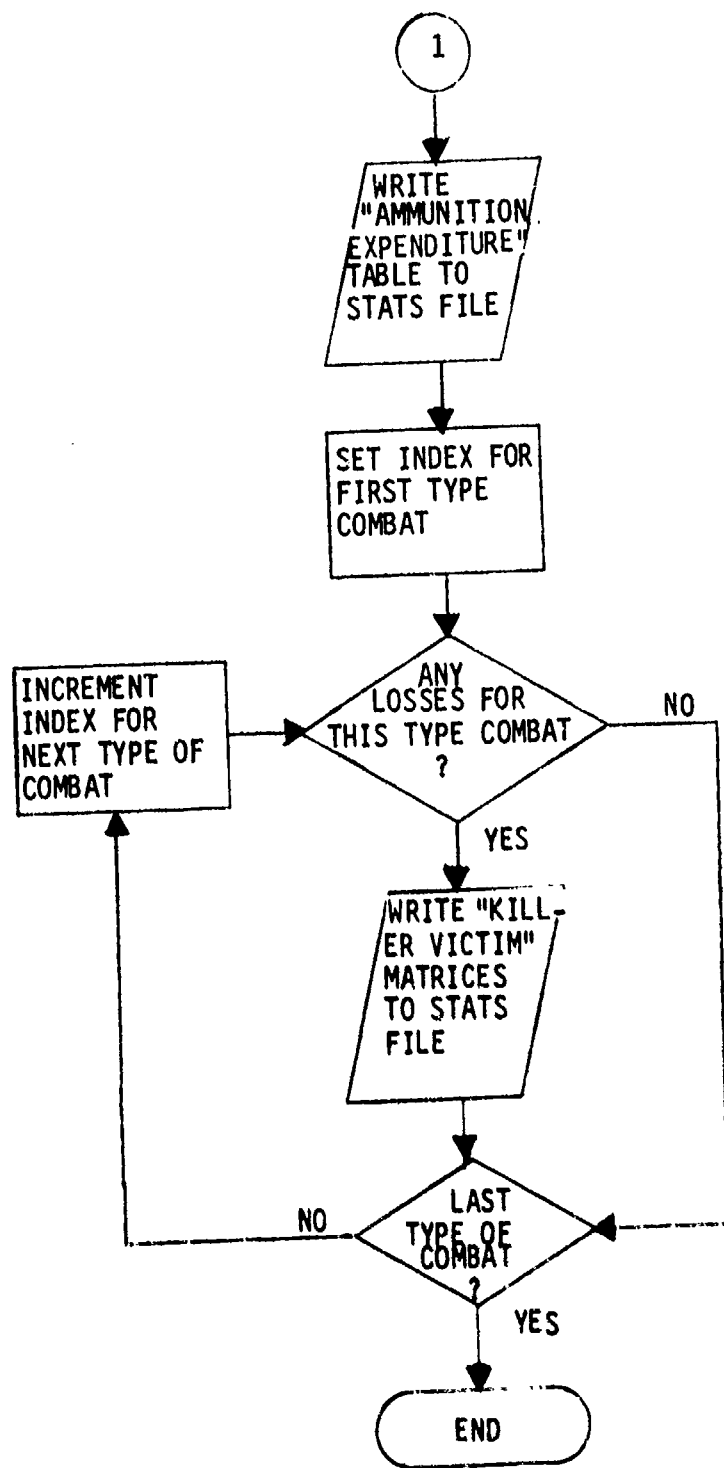 1
WRITE
"AMMUNITION
EXPENDITURE"
TABLE TO
STATS FILE
SET INDEX FOR
FIRST TYPE
COMBAT
INCREMENT
INDEX FOR
NEXT TYPE OF
COMBAT
ANY
LOSSES FOR
THIS TYPE COMBAT
?
NO
YES
WRITE "KILL-
ER VICTIM"
MATRICES
TO STATS
FILE
NO
LAST
TYPE OF
COMBAT
?
YES
END